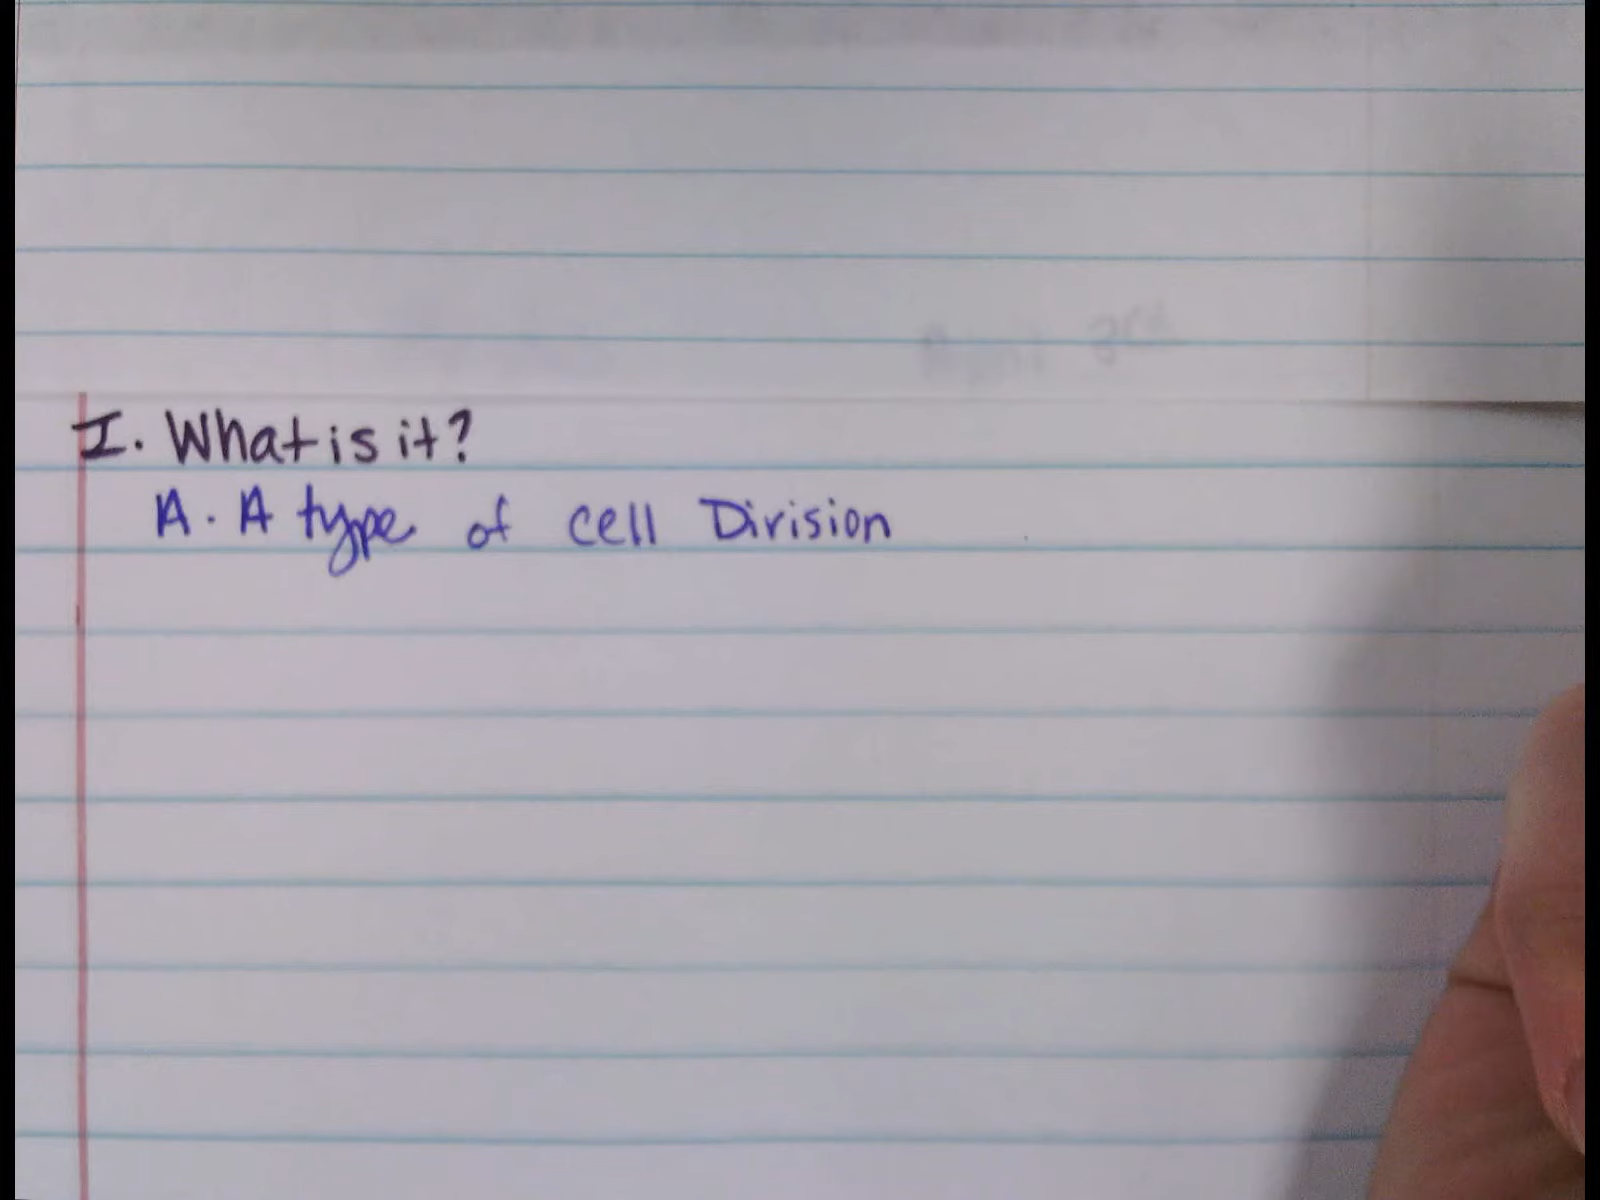 I. What is it?
A. A type of cell Division